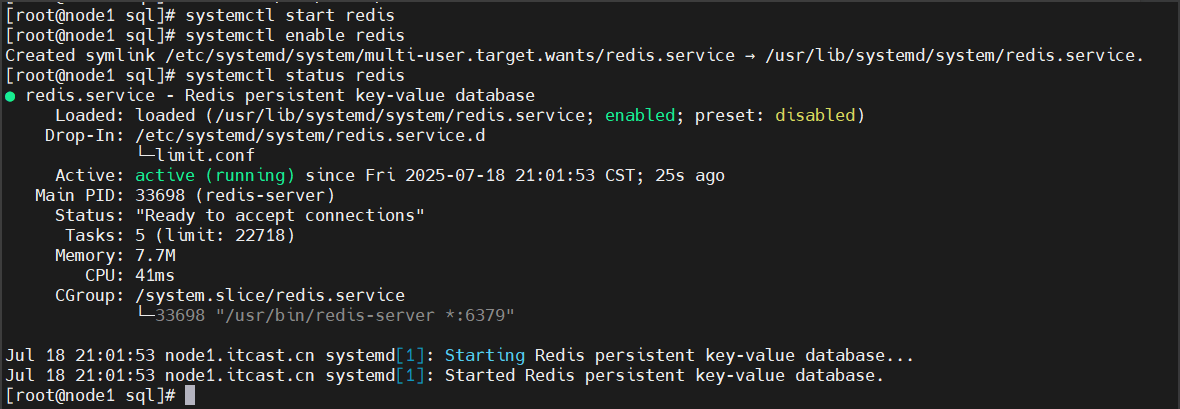 [root@node1 sql]# systemctl start redis
[root@node1 sql]# systemctl enable redis
Created symlink /etc/systemd/system/multi-user.target.wants/redis.service → /usr/lib/systemd/system/redis.service.
[root@node1 sql]# systemctl status redis
● redis.service - Redis persistent key-value database
     Loaded: loaded (/usr/lib/systemd/system/redis.service; enabled; preset: disabled)
    Drop-In: /etc/systemd/system/redis.service.d
             └─limit.conf
     Active: active (running) since Fri 2025-07-18 21:01:53 CST; 25s ago
   Main PID: 33698 (redis-server)
     Status: "Ready to accept connections"
      Tasks: 5 (limit: 22718)
     Memory: 7.7M
        CPU: 41ms
     CGroup: /system.slice/redis.service
             └─33698 "/usr/bin/redis-server *:6379"

Jul 18 21:01:53 node1.itcast.cn systemd[1]: Starting Redis persistent key-value database...
Jul 18 21:01:53 node1.itcast.cn systemd[1]: Started Redis persistent key-value database.
[root@node1 sql]#